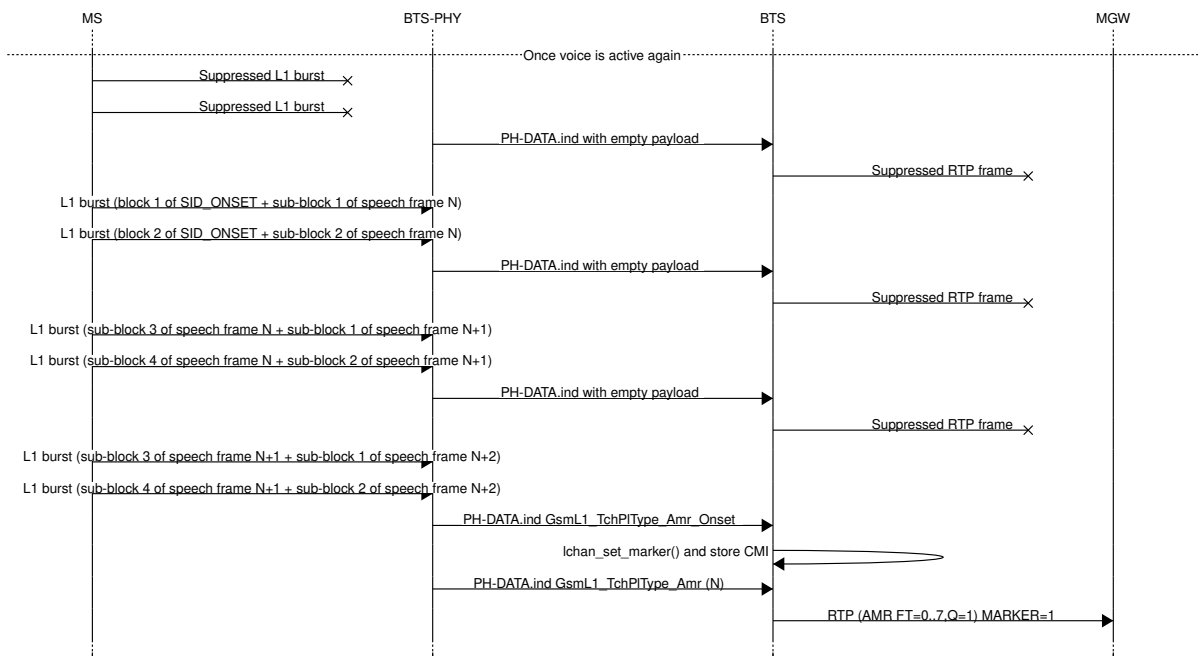 MS
BTS-PHY
BTS
MGW
Once voice is active again
Suppressed L1 burst
Suppressed L1 burst
PH-DATA.ind with empty payload
Suppressed RTP frame
L1 burst (block 1 of SID_ONSET + sub-block 1 of speech frame N)
L1 burst (block 2 of SID_ONSET + sub-block 2 of speech frame N)
PH-DATA.ind with empty payload
Suppressed RTP frame
L1 burst (sub-block 3 of speech frame N + sub-block 1 of speech frame N+1)
L1 burst (sub-block 4 of speech frame N + sub-block 2 of speech frame N+1)
PH-DATA.ind with empty payload
Suppressed RTP frame
L1 burst (sub-block 3 of speech frame N+1 + sub-block 1 of speech frame N+2)
L1 burst (sub-block 4 of speech frame N+1 + sub-block 2 of speech frame N+2)
PH-DATA.ind GsmL1_TchPlType_Amr_Onset
lchan_set_marker() and store CMI
PH-DATA.ind GsmL1_TchPlType_Amr (N)
RTP (AMR FT=0..7,Q=1) MARKER=1